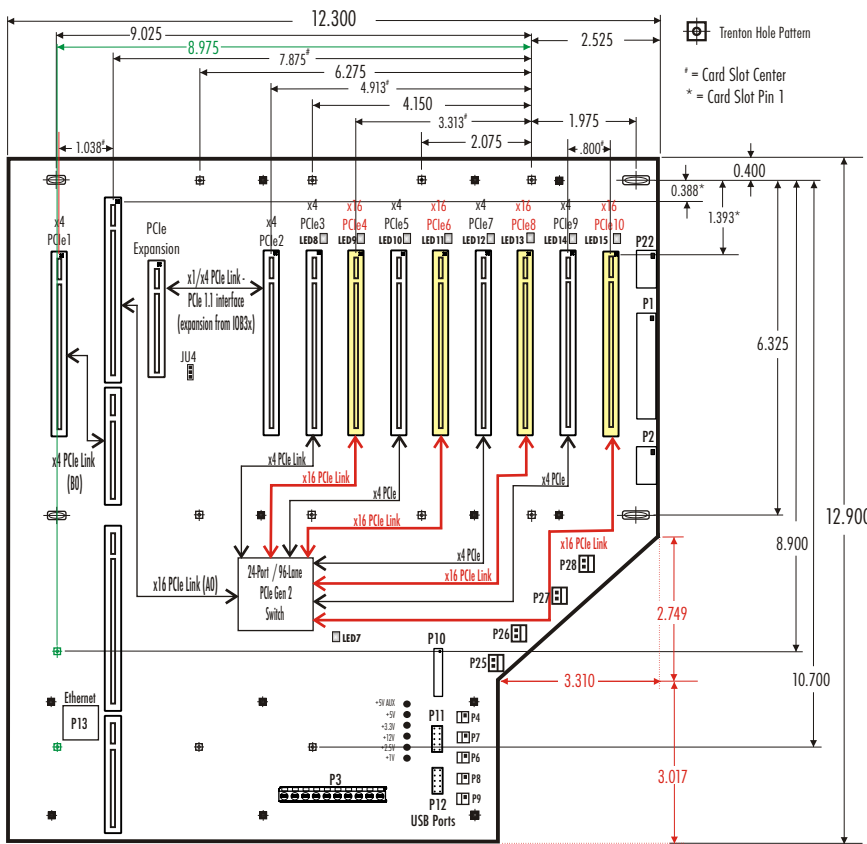 12.300
9.025
2.525
Trenton Hole Pattern
8.975
7.875#
6.275
# = Card Slot Center
4.913#
* = Card Slot Pin 1
4.150
3.313#
1.975
1.038#
2.075
.800#
0.400
0.388*
1.393*
x4
PCIe1
PCIe
Expansion
x4
PCIe2
x4
PCIe3
LED8
x16
PCIe4
LED9
x4
PCIe5
LED10
x16
PCIe6
LED11
x4
PCIe7
LED12
x16
PCIe8
LED13
x4
PCIe9
LED14
x16
PCIe10
LED15
P22
x1/x4 PCIe Link -
PCIe 1.1 interface
(expansion from IOB3x)
P1
JU4
6.325
x4 PCIe Link
(B0)
P2
x4 PCIe Link
x16 PCIe Link
x4 PCIe
x4 PCIe
x16 PCIe Link
x4 PCIe
x16 PCIe Link
x16 PCIe Link
12.900
8.900
24-Port / 96-Lane
PCIe Gen 2
Switch
x16 PCIe Link (A0)
P28
P27
2.749
P26
LED7
P10
P25
3.310
10.700
Ethernet
P13
+5V AUX
+5V
+3.3V
+12V
+2.5V
+1V
P11
P4
P7
P6
P8
P9
3.017
P3
P12
USB Ports